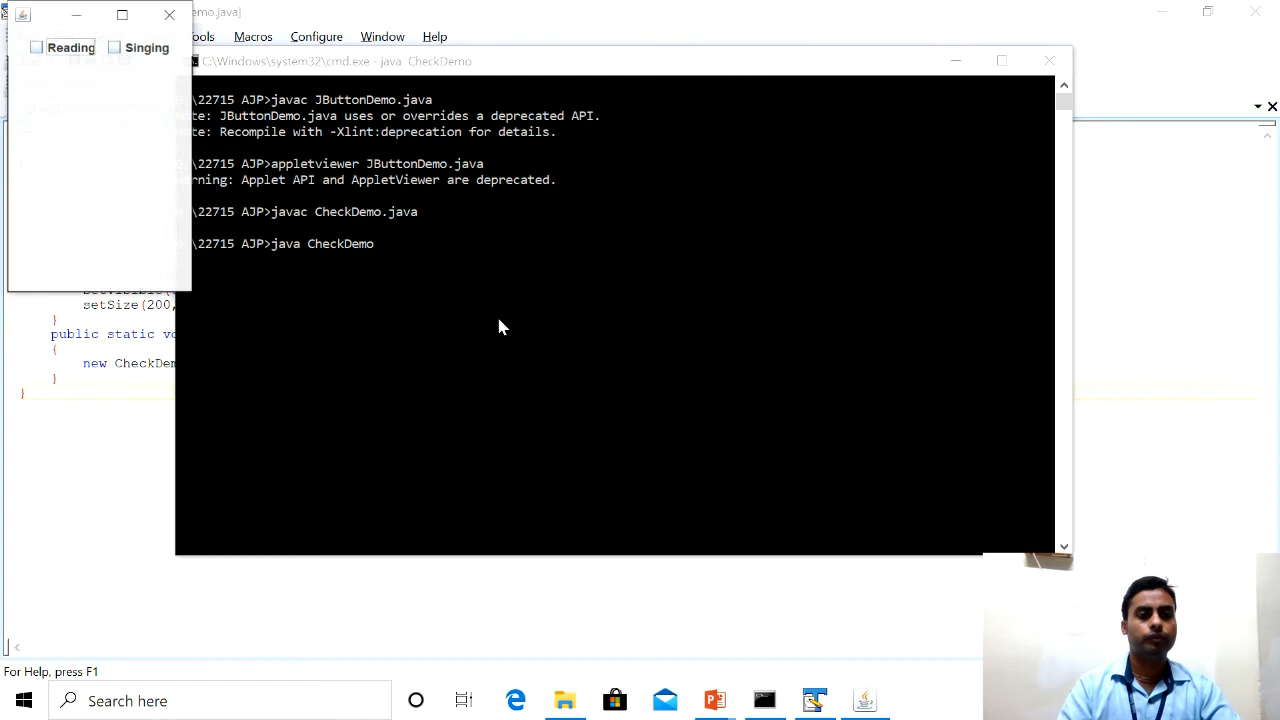 emo.java]
ools Macros Configure Window Help
Reading Singing
C:\Windows\system32\cmd.exe - java CheckDemo
\22715 AJP>javac JButtonDemo.java
ote: JButtonDemo.java uses or overrides a deprecated API.
ote: Recompile with -Xlint:deprecation for details.
\22715 AJP>appletviewer JButtonDemo.java
rning: Applet API and AppletViewer are deprecated.
\22715 AJP>javac CheckDemo.java
\22715 AJP>java CheckDemo
setSize(200,
}
public static vo
{
new CheckDem
}
}
For Help, press F1
Search here